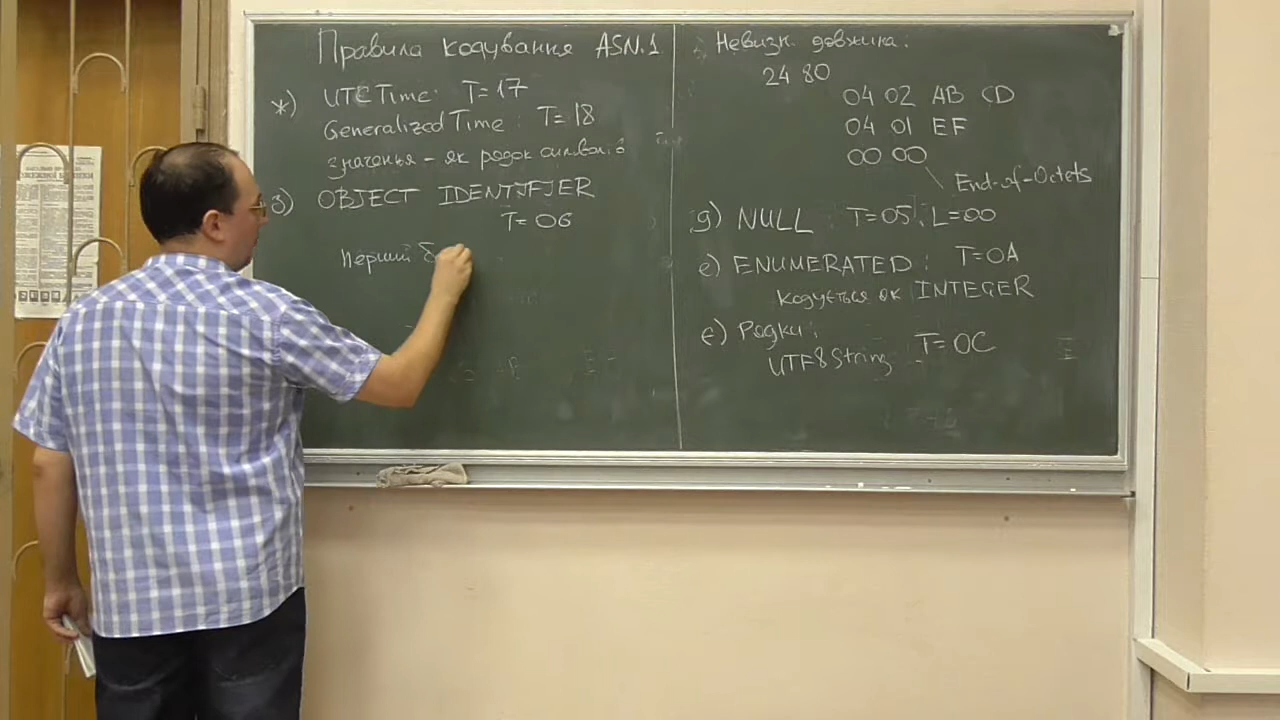 Правила кодування ASN.1
ж) UTCTime: T=17
GeneralizedTime: T=18
значення - як рядок символів
з) OBJECT IDENTIFIER
T=06
Перший б
Невизн. довжина:
24 80
04 02 AB CD
04 01 EF
00 00
End-of-Octets
д) NULL: T=05, L=00
е) ENUMERATED: T=0A
кодується як INTEGER
є) Рядки:
UTF8String T=0C